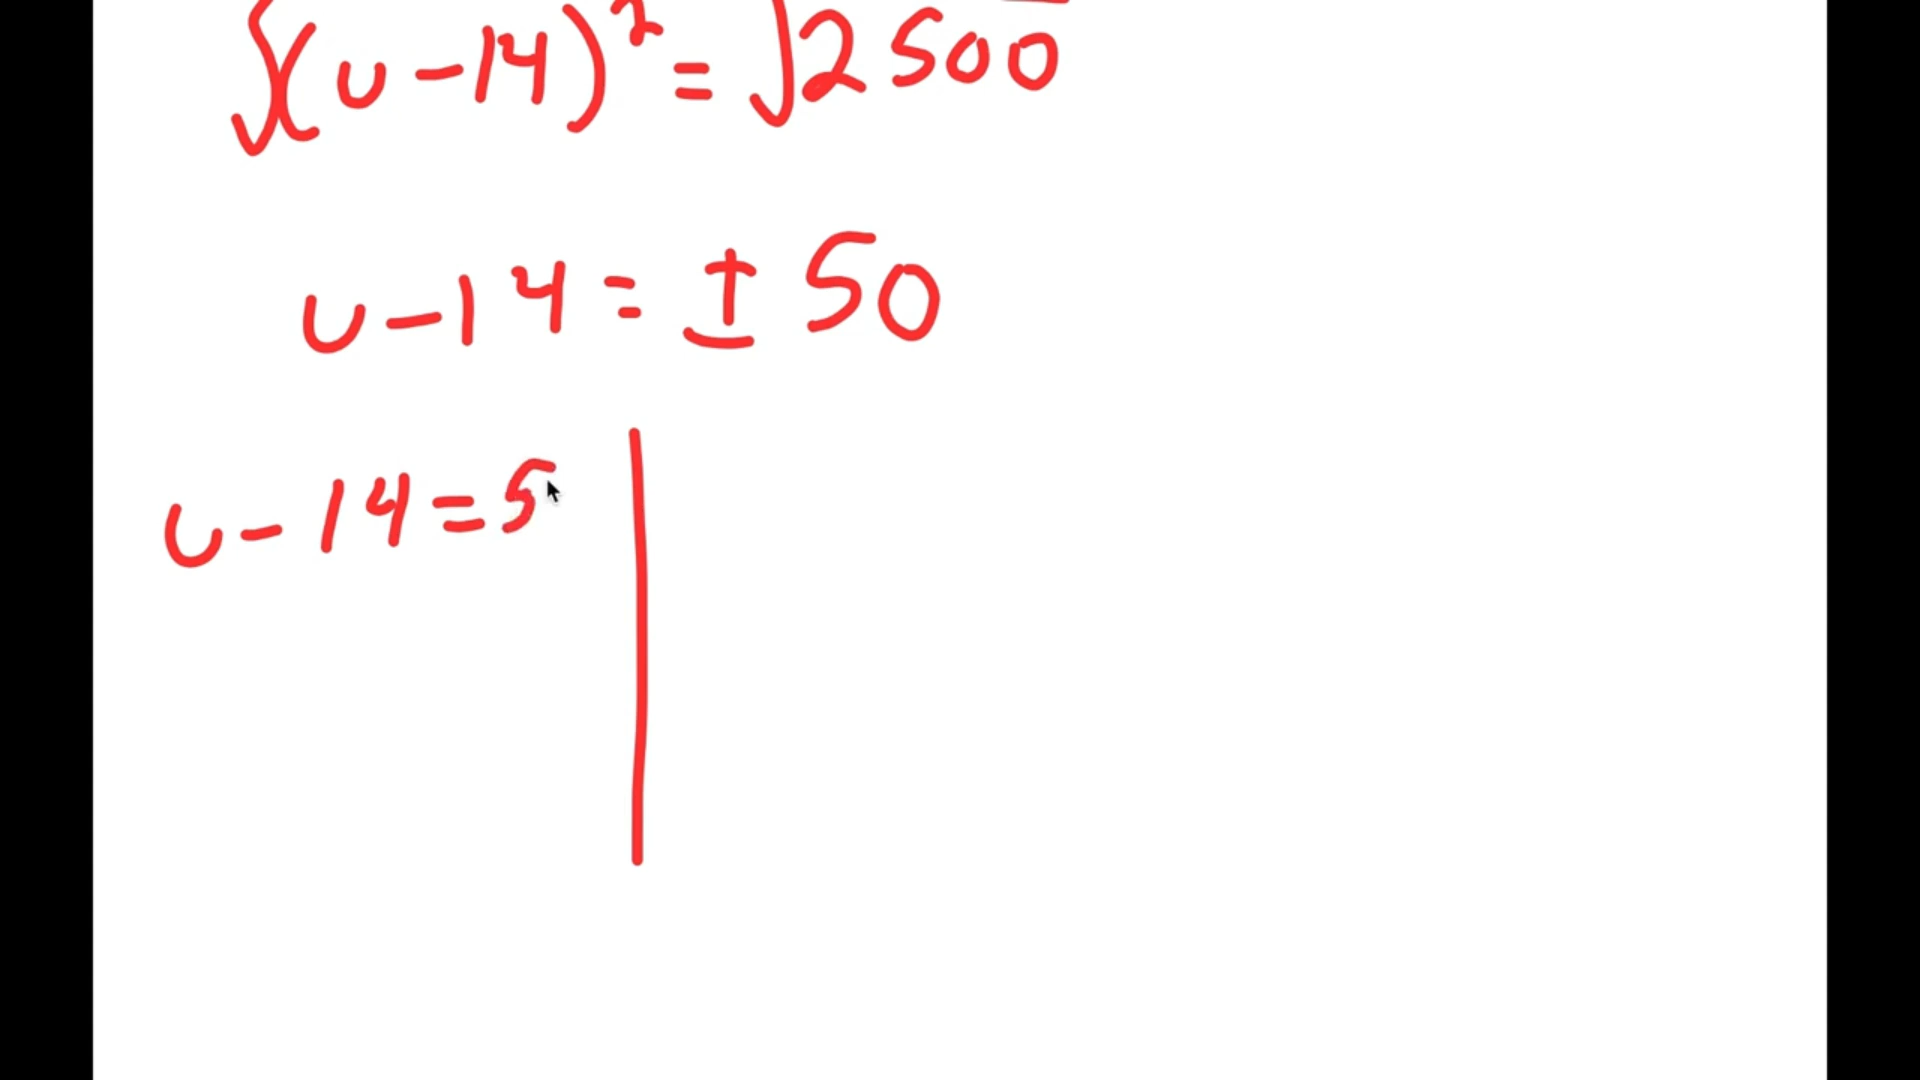 √(u-14)² = √2500
u-14 = ± 50
u-14=5